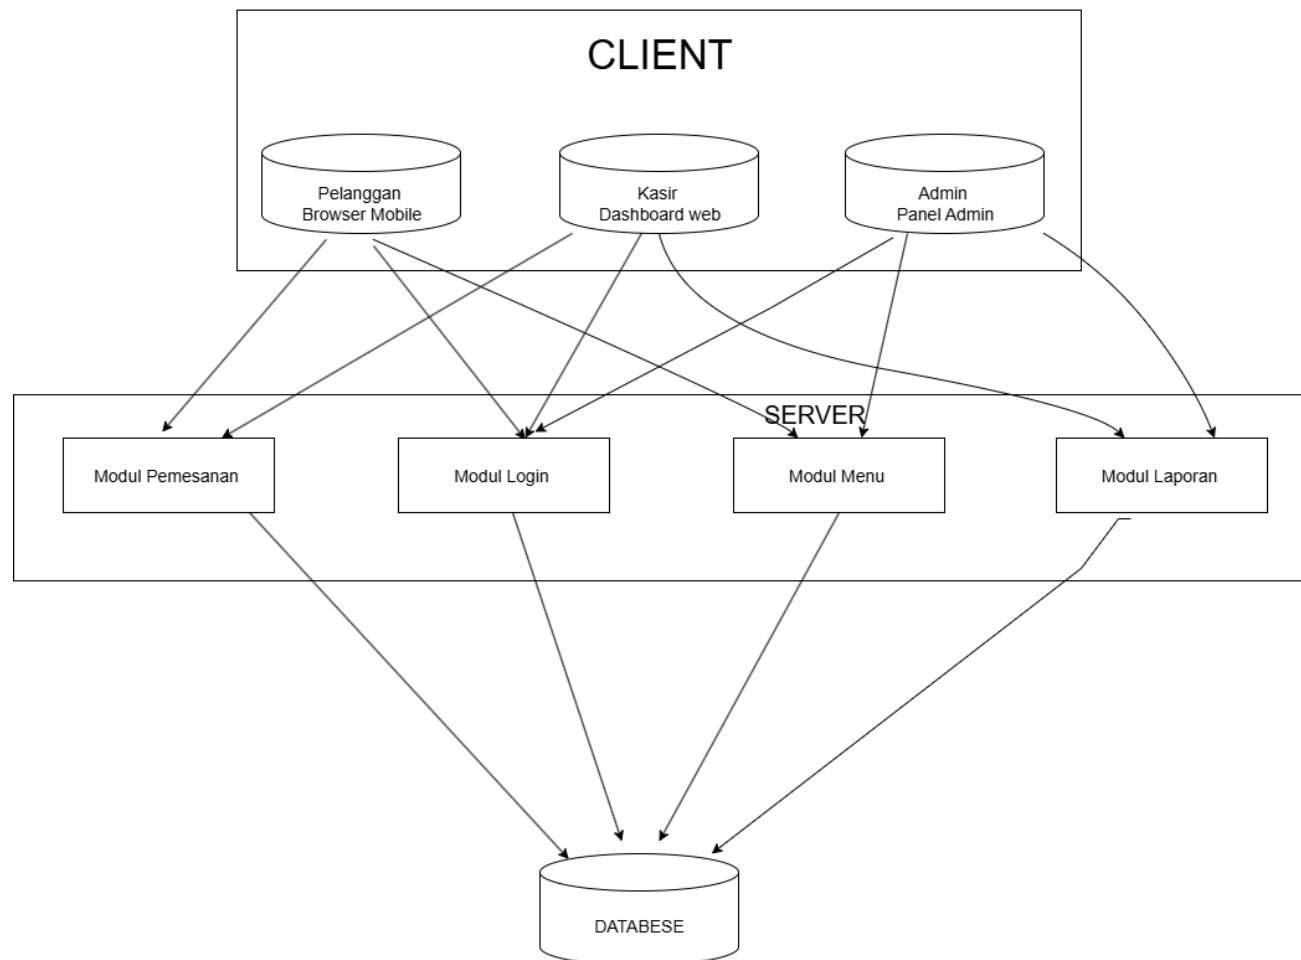 CLIENT
Pelanggan
Browser Mobile
Kasir
Dashboard web
Admin
Panel Admin
SERVER
Modul Pemesanan
Modul Login
Modul Menu
Modul Laporan
DATABESE